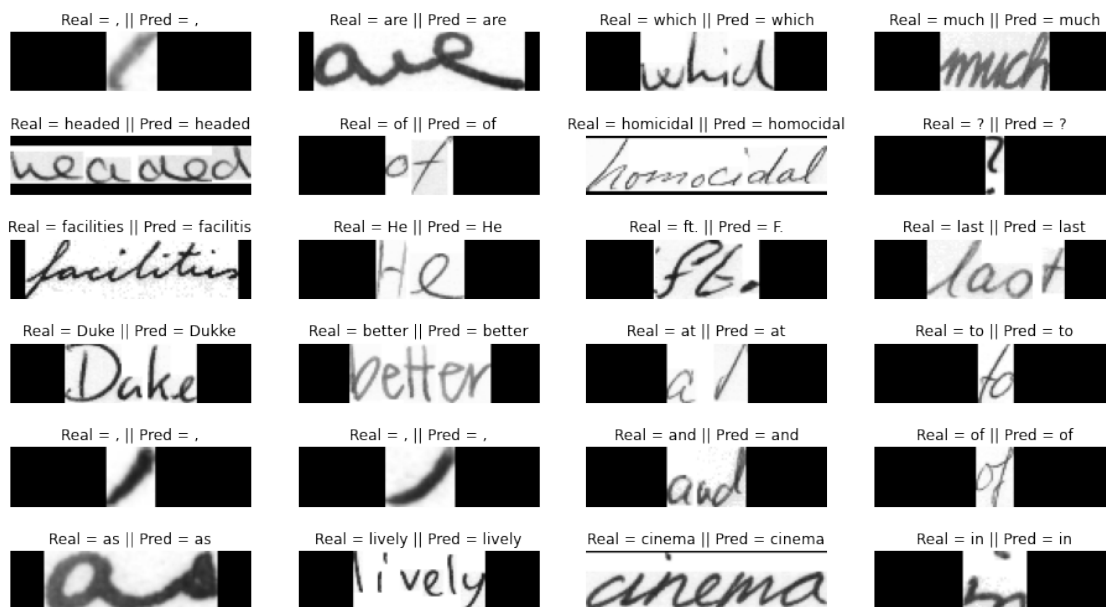 Real = , || Pred = , Real = are || Pred = are Real = which || Pred = which Real = much || Pred = much
, are which much
Real = headed || Pred = headed Real = of || Pred = of Real = homicidal || Pred = homocidal Real = ? || Pred = ?
headed of homocidal ?
Real = facilities || Pred = facilitis Real = He || Pred = He Real = ft. || Pred = F. Real = last || Pred = last
facilities He ft. last
Real = Duke || Pred = Dukke Real = better || Pred = better Real = at || Pred = at Real = to || Pred = to
Duke better at to
Real = , || Pred = , Real = , || Pred = , Real = and || Pred = and Real = of || Pred = of
, , and of
Real = as || Pred = as Real = lively || Pred = lively Real = cinema || Pred = cinema Real = in || Pred = in
as lively cinema in